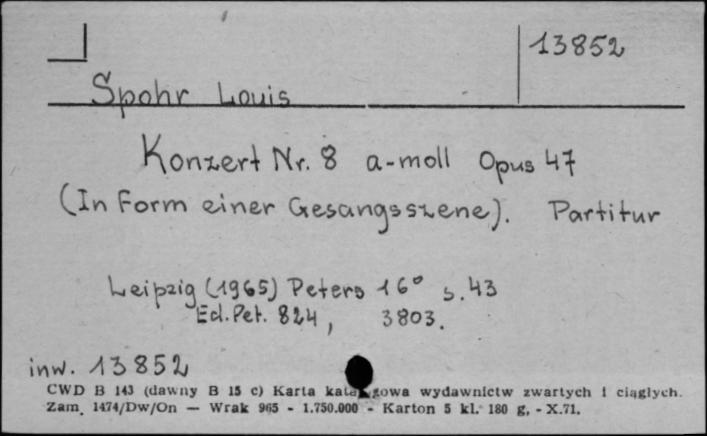 13852
Spohr Louis
Konzert Nr. 8 a-moll Opus 47
(In Form einer Gesangsszene). Partitur
Leipzig (1965) Peters 16° s. 43
Ed. Pet. 824, 3803.
inw. 13852
CWD B 143 (dawny B 15 c) Karta katalogowa wydawnictw zwartych i ciągłych.
Zam. 1474/Dw/On — Wrak 965 - 1.750.000 - Karton 5 kl. 180 g. - X.71.